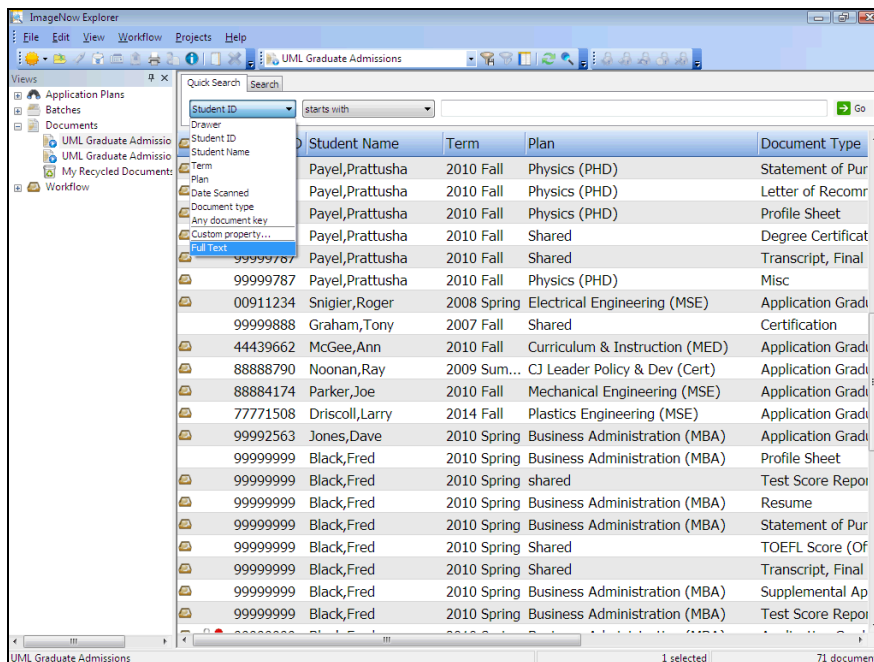 ImageNow Explorer
File Edit View Workflow Projects Help
UML Graduate Admissions
Views
Application Plans
Batches
Documents
UML Graduate Admissio
UML Graduate Admissio
My Recycled Documents
Workflow
Quick Search Search
Student ID starts with Go
Drawer
Student ID
Student Name
Term
Plan
Date Scanned
Document type
Any document key
Custom property...
Full Text
D Student Name Term Plan Document Type
Payel,Prattusha 2010 Fall Physics (PHD) Statement of Pur
Payel,Prattusha 2010 Fall Physics (PHD) Letter of Recomr
Payel,Prattusha 2010 Fall Physics (PHD) Profile Sheet
Payel,Prattusha 2010 Fall Shared Degree Certificat
99999787 Payel,Prattusha 2010 Fall Shared Transcript, Final
99999787 Payel,Prattusha 2010 Fall Physics (PHD) Misc
00911234 Snigier,Roger 2008 Spring Electrical Engineering (MSE) Application Gradu
99999888 Graham,Tony 2007 Fall Shared Certification
44439662 McGee,Ann 2010 Fall Curriculum & Instruction (MED) Application Gradu
88888790 Noonan,Ray 2009 Sum... CJ Leader Policy & Dev (Cert) Application Gradu
88884174 Parker,Joe 2010 Fall Mechanical Engineering (MSE) Application Gradu
77771508 Driscoll,Larry 2014 Fall Plastics Engineering (MSE) Application Gradu
99992563 Jones,Dave 2010 Spring Business Administration (MBA) Application Gradu
99999999 Black,Fred 2010 Spring Business Administration (MBA) Profile Sheet
99999999 Black,Fred 2010 Spring shared Test Score Repor
99999999 Black,Fred 2010 Spring Business Administration (MBA) Resume
99999999 Black,Fred 2010 Spring Business Administration (MBA) Statement of Pur
99999999 Black,Fred 2010 Spring Shared TOEFL Score (Of
99999999 Black,Fred 2010 Spring Shared Transcript, Final
99999999 Black,Fred 2010 Spring Business Administration (MBA) Supplemental Ap
99999999 Black,Fred 2010 Spring Business Administration (MBA) Test Score Repor
UML Graduate Admissions 1 selected 71 documen